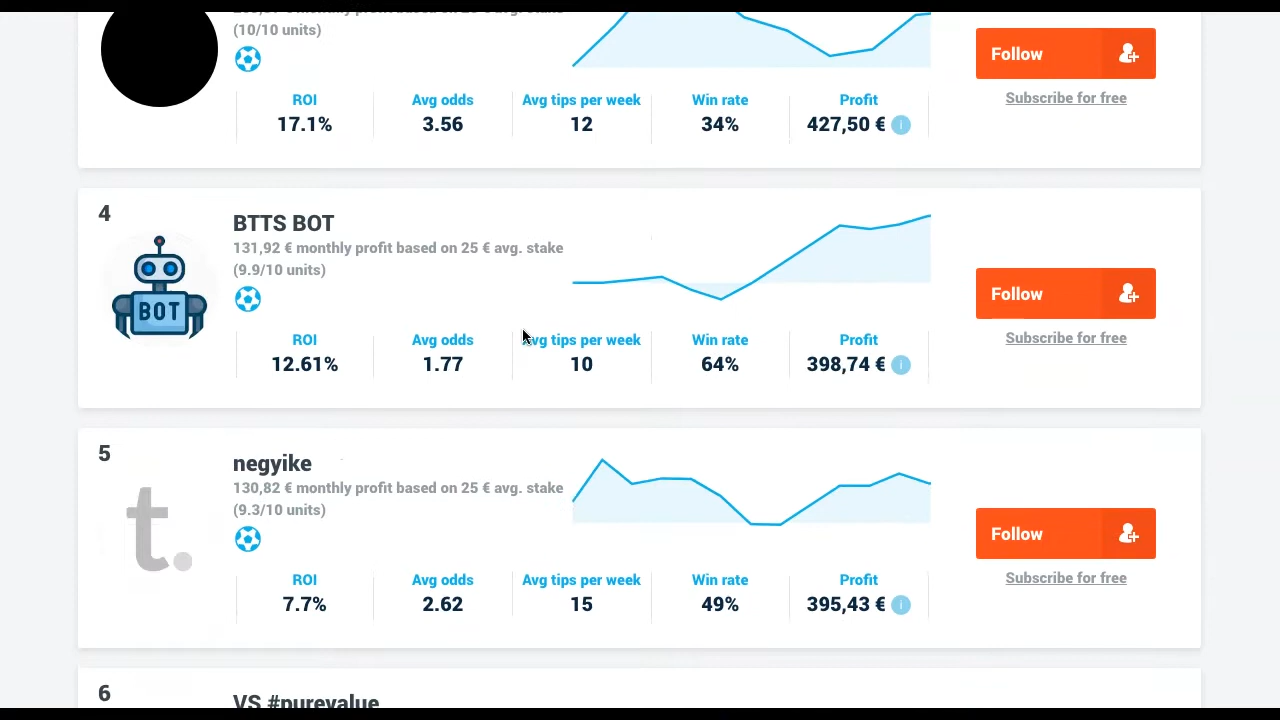 (10/10 units)
Follow
Subscribe for free
ROI Avg odds Avg tips per week Win rate Profit
17.1% 3.56 12 34% 427,50 € i
4
BTTS BOT
131,92 € monthly profit based on 25 € avg. stake
(9.9/10 units)
BOT
Follow
Subscribe for free
ROI Avg odds Avg tips per week Win rate Profit
12.61% 1.77 10 64% 398,74 € i
5
negyike
130,82 € monthly profit based on 25 € avg. stake
(9.3/10 units)
t.
Follow
Subscribe for free
ROI Avg odds Avg tips per week Win rate Profit
7.7% 2.62 15 49% 395,43 € i
6
VS #purevalue